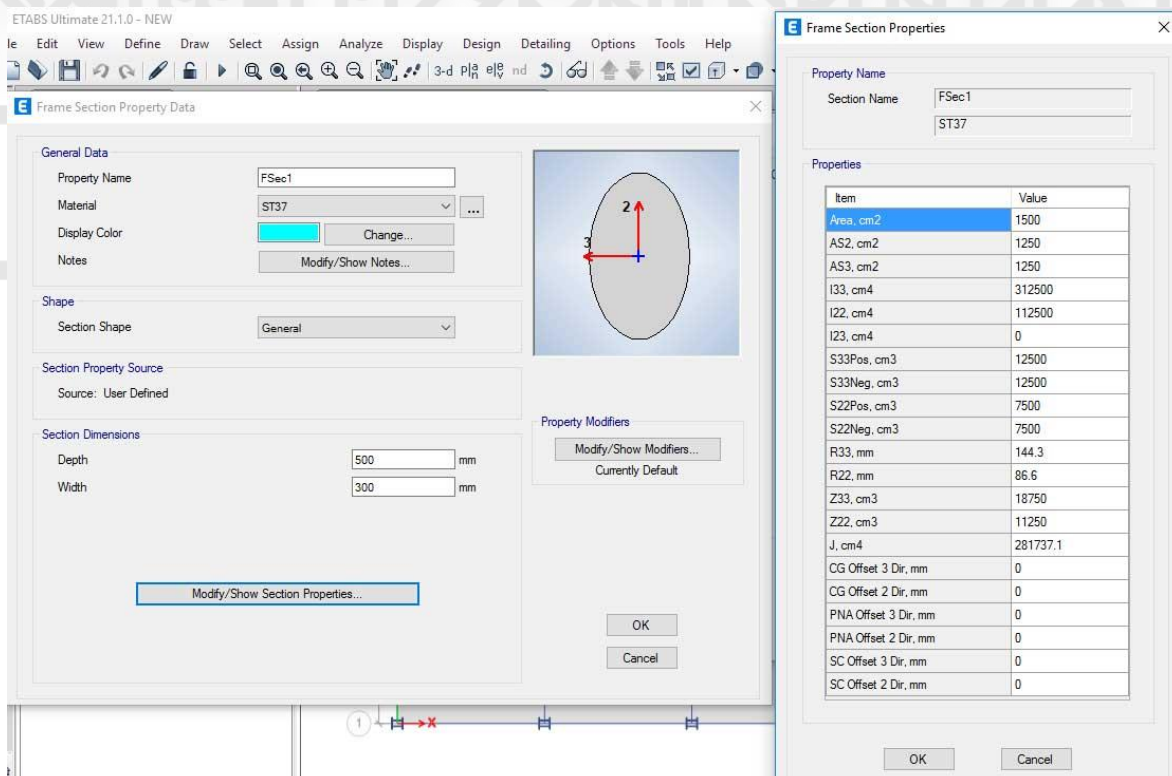 ETABS Ultimate 21.1.0 - NEW
Edit View Define Draw Select Assign Analyze Display Design Detailing Options Tools Help
3-d nd
Frame Section Property Data
General Data
Property Name FSec1
Material ST37 ...
Display Color Change...
Notes Modify/Show Notes...
2
3
Shape
Section Shape General
Section Property Source
Source: User Defined
Section Dimensions
Depth 500 mm
Width 300 mm
Property Modifiers
Modify/Show Modifiers...
Currently Default
Modify/Show Section Properties...
OK
Cancel
1 X
Frame Section Properties
Property Name
Section Name FSec1
ST37
Properties
Item Value
Area, cm2 1500
AS2, cm2 1250
AS3, cm2 1250
I33, cm4 312500
I22, cm4 112500
I23, cm4 0
S33Pos, cm3 12500
S33Neg, cm3 12500
S22Pos, cm3 7500
S22Neg, cm3 7500
R33, mm 144.3
R22, mm 86.6
Z33, cm3 18750
Z22, cm3 11250
J, cm4 281737.1
CG Offset 3 Dir, mm 0
CG Offset 2 Dir, mm 0
PNA Offset 3 Dir, mm 0
PNA Offset 2 Dir, mm 0
SC Offset 3 Dir, mm 0
SC Offset 2 Dir, mm 0
OK Cancel